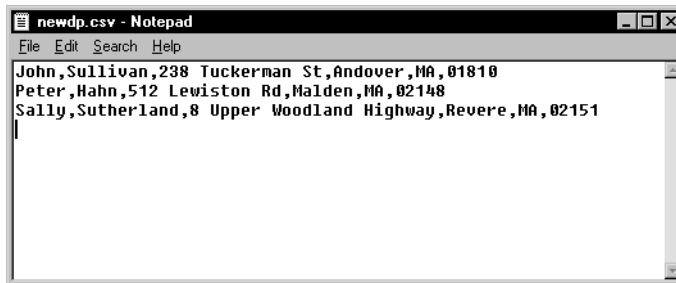 newdp.csv - Notepad
File Edit Search Help
John,Sullivan,238 Tuckerman St,Andover,MA,01810
Peter,Hahn,512 Lewiston Rd,Malden,MA,02148
Sally,Sutherland,8 Upper Woodland Highway,Revere,MA,02151